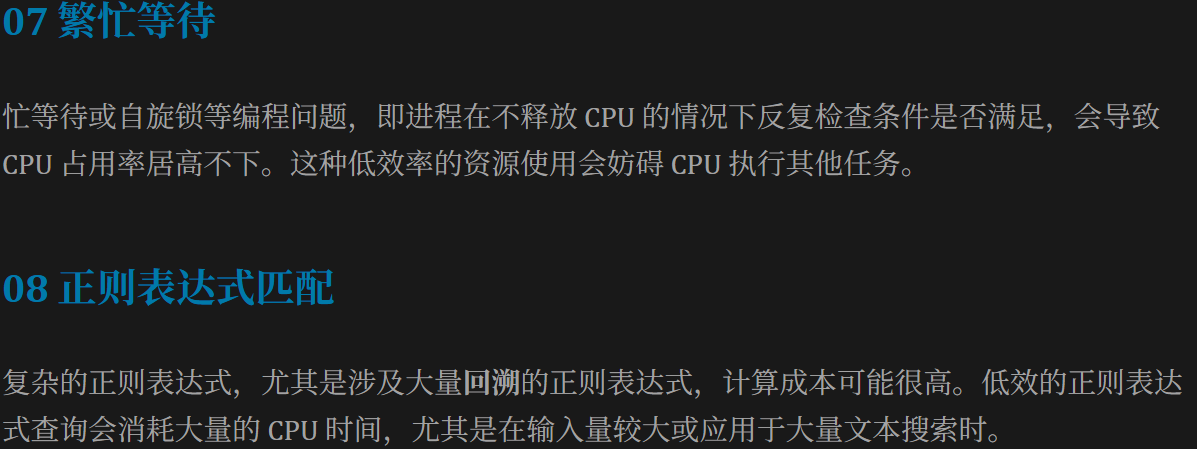 07 繁忙等待
忙等待或自旋锁等编程问题，即进程在不释放 CPU 的情况下反复检查条件是否满足，会导致
CPU 占用率居高不下。这种低效率的资源使用会妨碍 CPU 执行其他任务。
08 正则表达式匹配
复杂的正则表达式，尤其是涉及大量回溯的正则表达式，计算成本可能很高。低效的正则表达
式查询会消耗大量的 CPU 时间，尤其是在输入量较大或应用于大量文本搜索时。